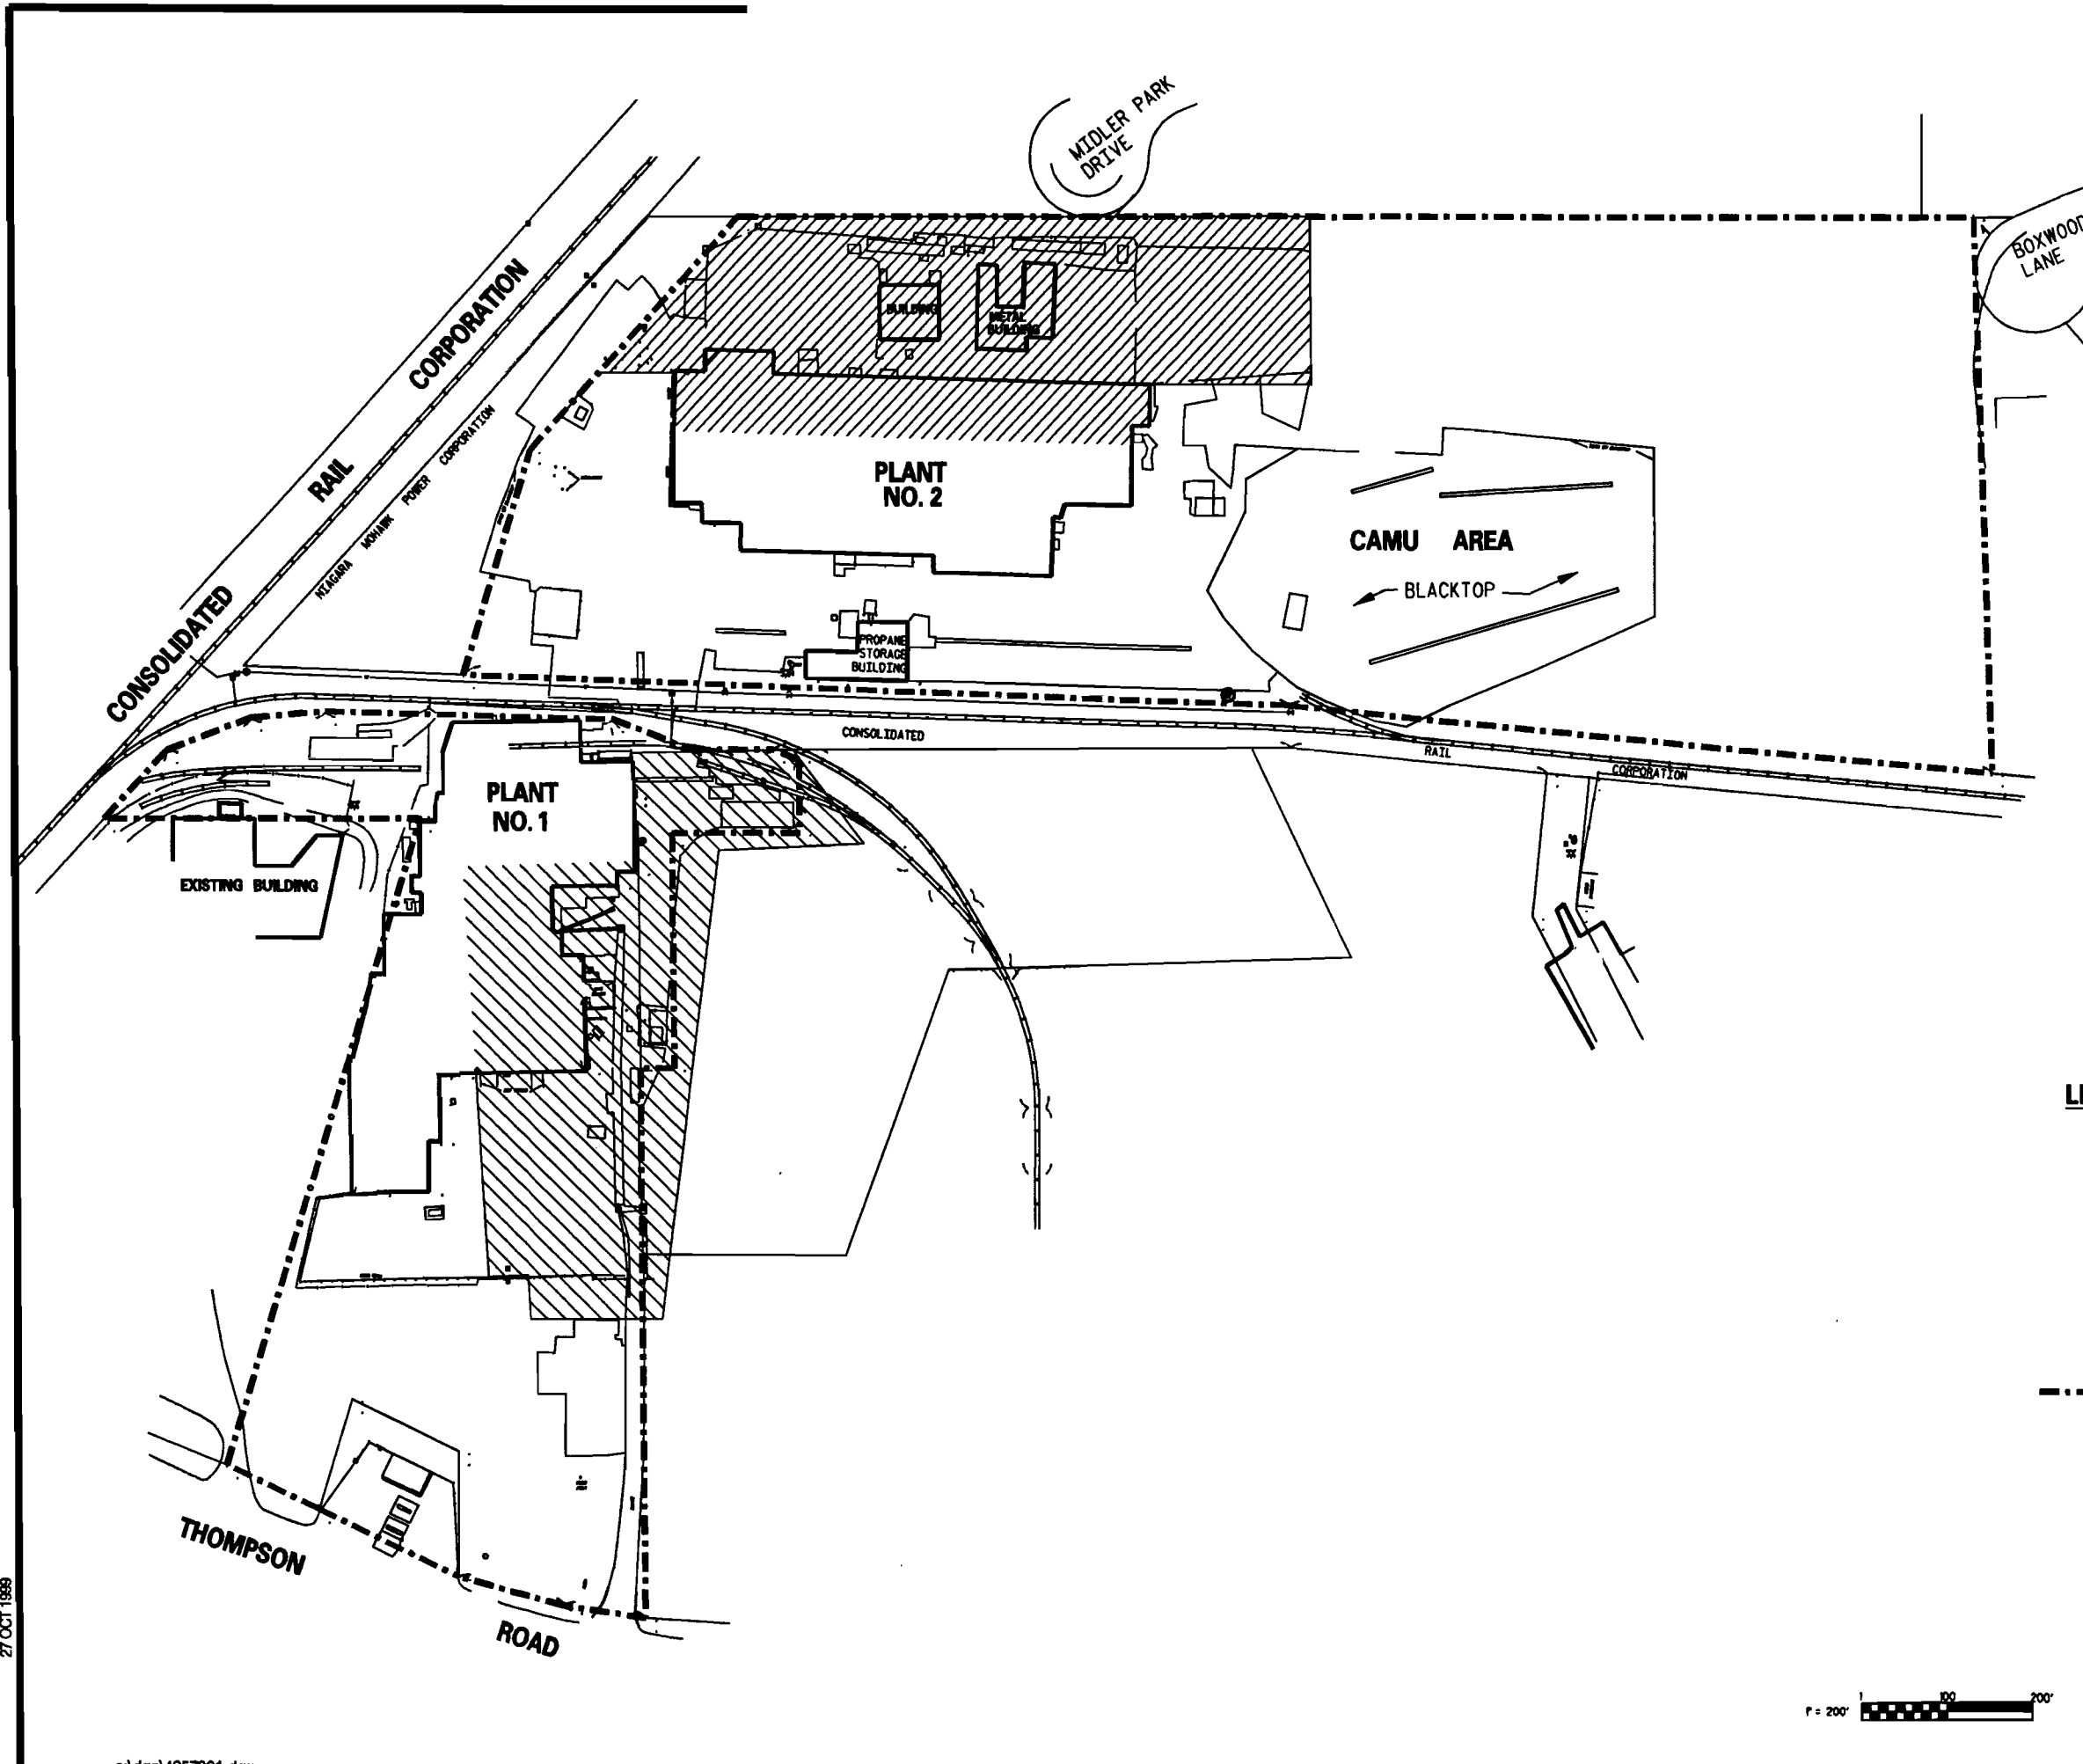 MIDLER PARK
DRIVE
BOXWOOD
LANE
CONSOLIDATED RAIL CORPORATION
NIAGARA MOHAWK POWER CORPORATION
BUILDING
METAL
BUILDING
PLANT
NO. 2
CAMU AREA
BLACKTOP
PROPANE
STORAGE
BUILDING
CONSOLIDATED RAIL CORPORATION
PLANT
NO. 1
EXISTING BUILDING
THOMPSON
ROAD
27 OCT 1999
100 200'
= 200'